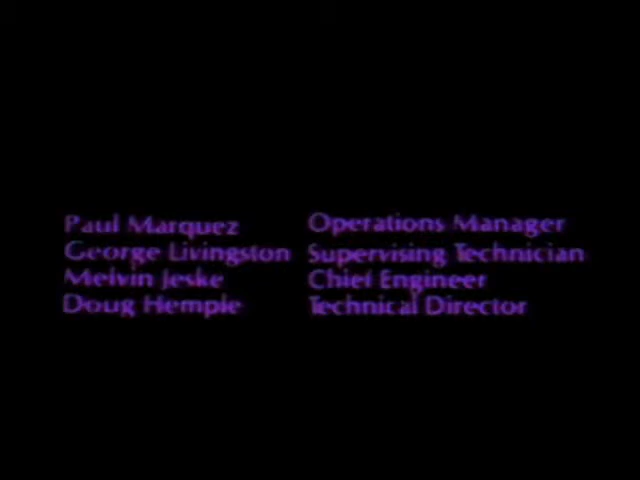 Paul Marquez Operations Manager
George Livingston Supervising Technician
Melvin Jeske Chief Engineer
Doug Hemple Technical Director